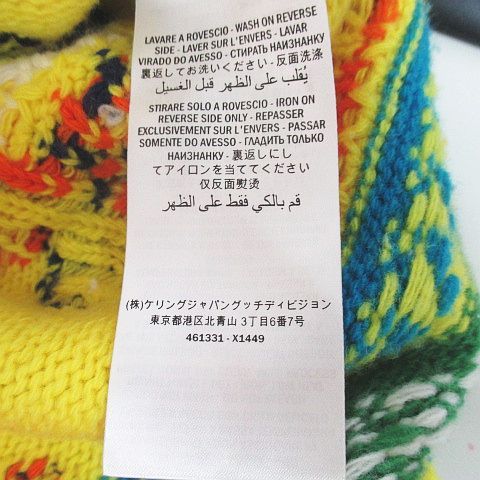 LAVARE A ROVESCIO - WASH ON REVERSE
SIDE - LAVER SUR L'ENVERS - LAVAR
VIRADO DO AVESSO - СТИРАТЬ НАИЗНАНКУ
裏返してお洗いください - 反面洗涤
يُقلب على الظهر قبل الغسيل
STIRARE SOLO A ROVESCIO - IRON ON
REVERSE SIDE ONLY - REPASSER
EXCLUSIVEMENT SUR L'ENVERS - PASSAR
SOMENTE DO AVESSO - ГЛАДИТЬ ТОЛЬКО
НАИЗНАНКУ - 裏返しにし
てアイロンを当ててください
仅反面熨烫
قم بالكي فقط على الظهر
(株)ケリングジャパングッチディビジョン
東京都港区北青山 3丁目6番7号
461331 - X1449